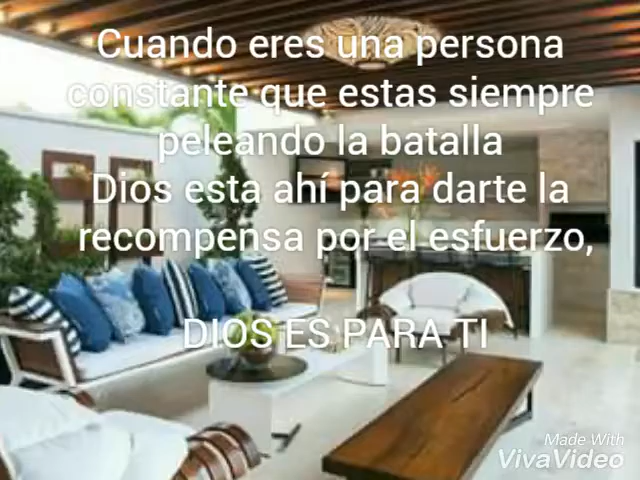 Cuando eres una persona
constante que estas siempre
peleando la batalla
Dios esta ahí para darte la
recompensa por el esfuerzo,
DIOS ES PARA TI
Made With
VivaVideo